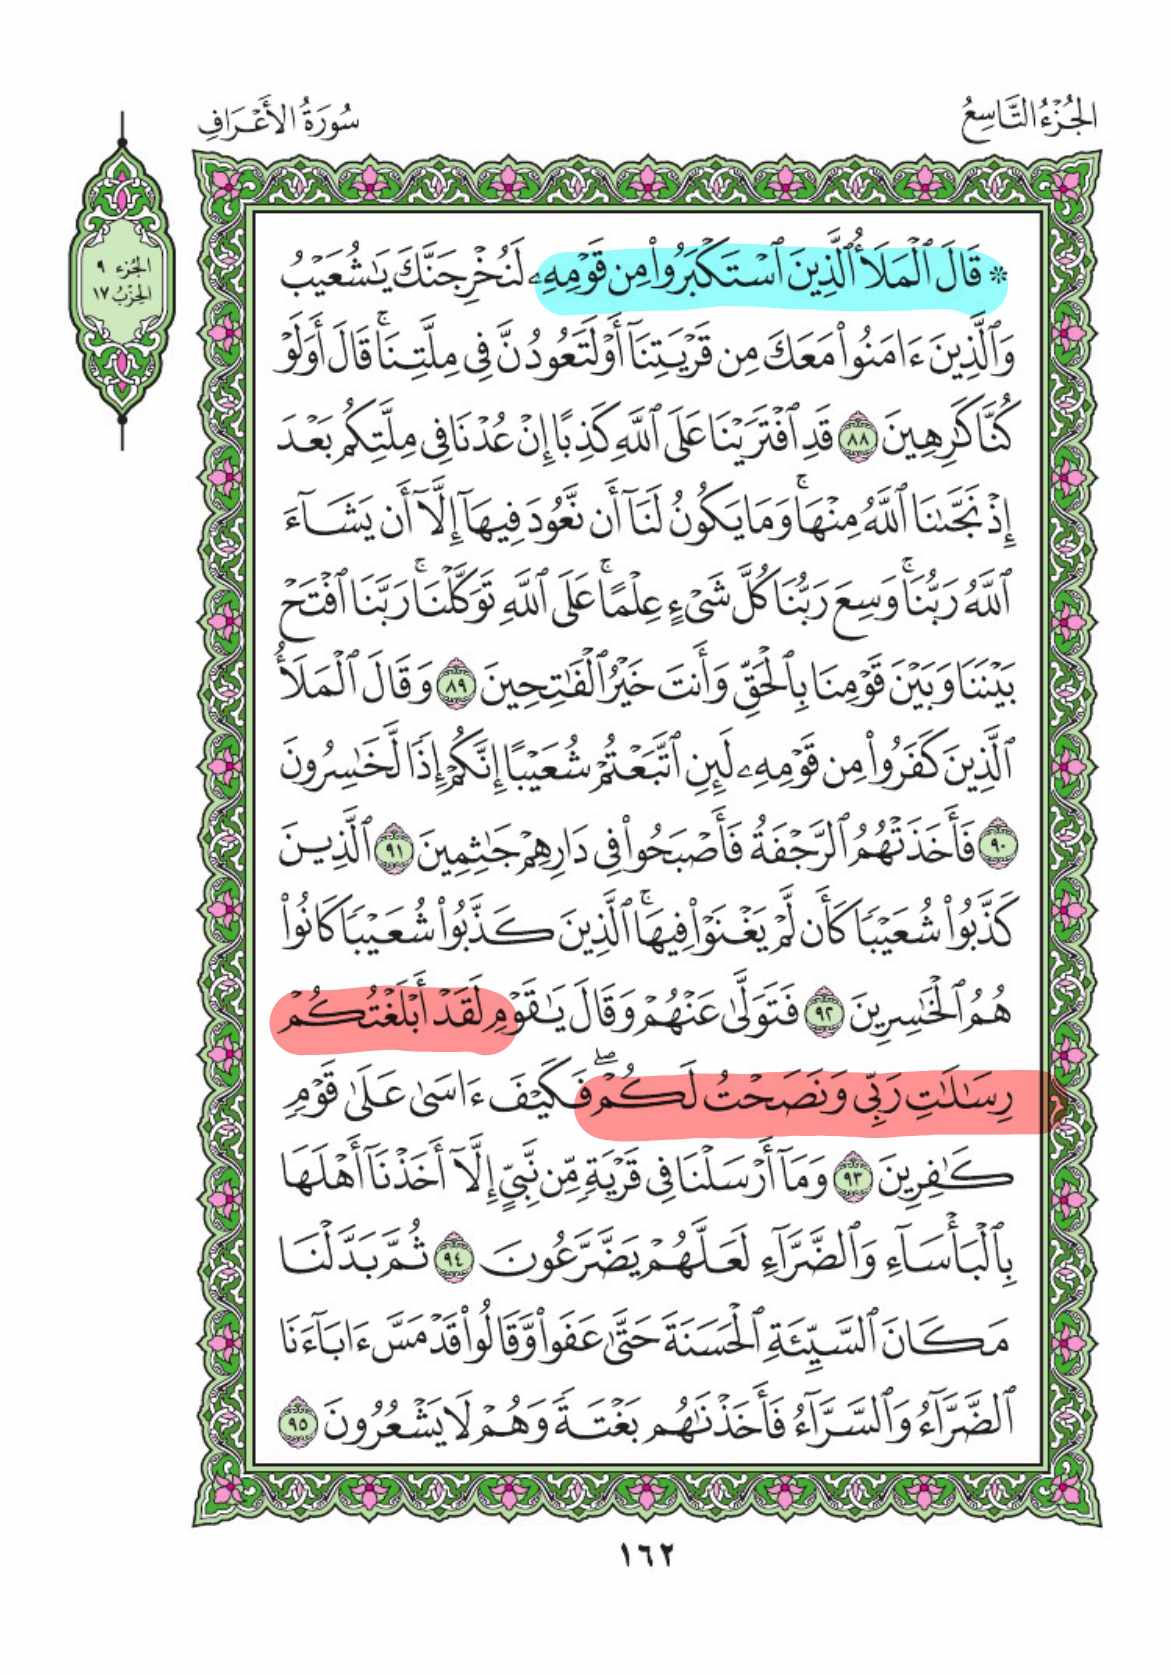 الجُزْءُ التَّاسِعُ
سُورَةُ الأَعْرَافِ
الجُزء ٩
الحِزْبُ ١٧
* قَالَ ٱلۡمَلَأُ ٱلَّذِينَ ٱسۡتَكۡبَرُواْ مِن قَوۡمِهِۦ لَنُخۡرِجَنَّكَ يَٰشُعَيۡبُ
وَٱلَّذِينَ ءَامَنُواْ مَعَكَ مِن قَرۡيَتِنَآ أَوۡ لَتَعُودُنَّ فِي مِلَّتِنَاۚ قَالَ أَوَلَوۡ
كُنَّا كَٰرِهِينَ ٨٨ قَدِ ٱفۡتَرَيۡنَا عَلَى ٱللَّهِ كَذِبًا إِنۡ عُدۡنَا فِي مِلَّتِكُم بَعۡدَ
إِذۡ نَجَّىٰنَا ٱللَّهُ مِنۡهَاۚ وَمَا يَكُونُ لَنَآ أَن نَّعُودَ فِيهَآ إِلَّآ أَن يَشَآءَ
ٱللَّهُ رَبُّنَاۚ وَسِعَ رَبُّنَا كُلَّ شَيۡءٍ عِلۡمًاۚ عَلَى ٱللَّهِ تَوَكَّلۡنَاۚ رَبَّنَا ٱفۡتَحۡ
بَيۡنَنَا وَبَيۡنَ قَوۡمِنَا بِٱلۡحَقِّ وَأَنتَ خَيۡرُ ٱلۡفَٰتِحِينَ ٨٩ وَقَالَ ٱلۡمَلَأُ
ٱلَّذِينَ كَفَرُواْ مِن قَوۡمِهِۦ لَئِنِ ٱتَّبَعۡتُمۡ شُعَيۡبًا إِنَّكُمۡ إِذٗا لَّخَٰسِرُونَ
٩٠ فَأَخَذَتۡهُمُ ٱلرَّجۡفَةُ فَأَصۡبَحُواْ فِي دَارِهِمۡ جَٰثِمِينَ ٩١ ٱلَّذِينَ
كَذَّبُواْ شُعَيۡبٗا كَأَن لَّمۡ يَغۡنَوۡاْ فِيهَاۚ ٱلَّذِينَ كَذَّبُواْ شُعَيۡبٗا كَانُواْ
هُمُ ٱلۡخَٰسِرِينَ ٩٢ فَتَوَلَّىٰ عَنۡهُمۡ وَقَالَ يَٰقَوۡمِ لَقَدۡ أَبۡلَغۡتُكُمۡ
رِسَٰلَٰتِ رَبِّي وَنَصَحۡتُ لَكُمۡۖ فَكَيۡفَ ءَاسَىٰ عَلَىٰ قَوۡمٖ
كَٰفِرِينَ ٩٣ وَمَآ أَرۡسَلۡنَا فِي قَرۡيَةٖ مِّن نَّبِيٍّ إِلَّآ أَخَذۡنَآ أَهۡلَهَا
بِٱلۡبَأۡسَآءِ وَٱلضَّرَّآءِ لَعَلَّهُمۡ يَضَّرَّعُونَ ٩٤ ثُمَّ بَدَّلۡنَا
مَكَانَ ٱلسَّيِّئَةِ ٱلۡحَسَنَةَ حَتَّىٰ عَفَواْ وَّقَالُواْ قَدۡ مَسَّ ءَابَآءَنَا
ٱلضَّرَّآءُ وَٱلسَّرَّآءُ فَأَخَذۡنَٰهُم بَغۡتَةٗ وَهُمۡ لَا يَشۡعُرُونَ ٩٥
١٦٢